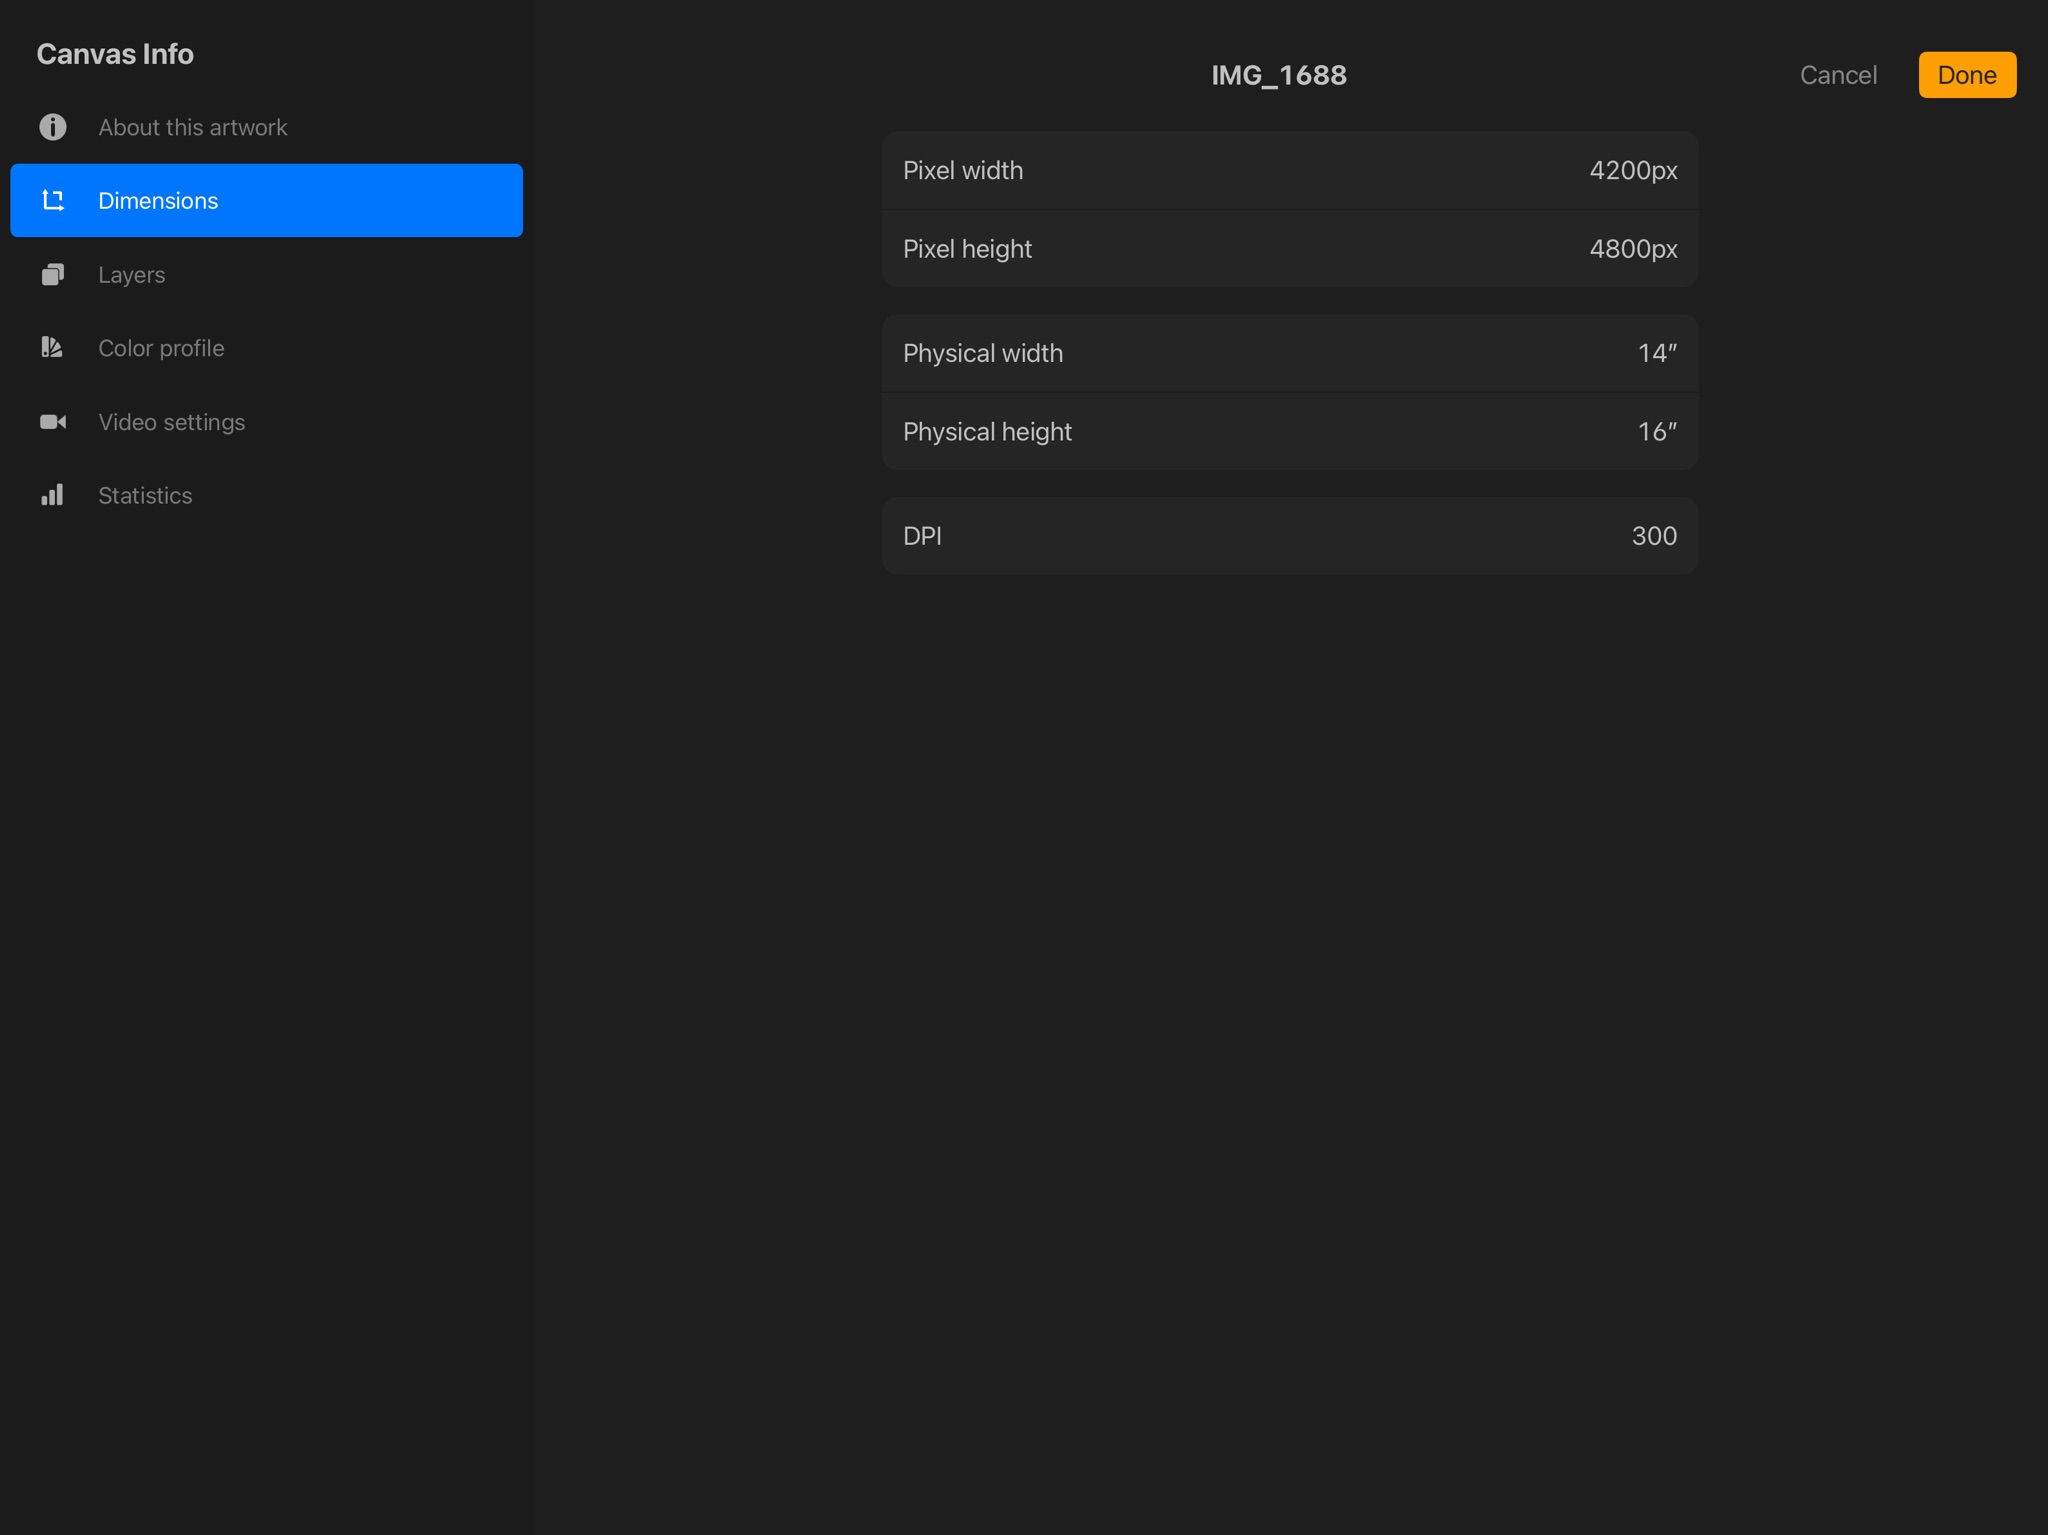 Canvas Info
About this artwork
Dimensions
Layers
Color profile
Video settings
Statistics
IMG_1688
Cancel
Done
Pixel width 4200px
Pixel height 4800px
Physical width 14″
Physical height 16″
DPI 300